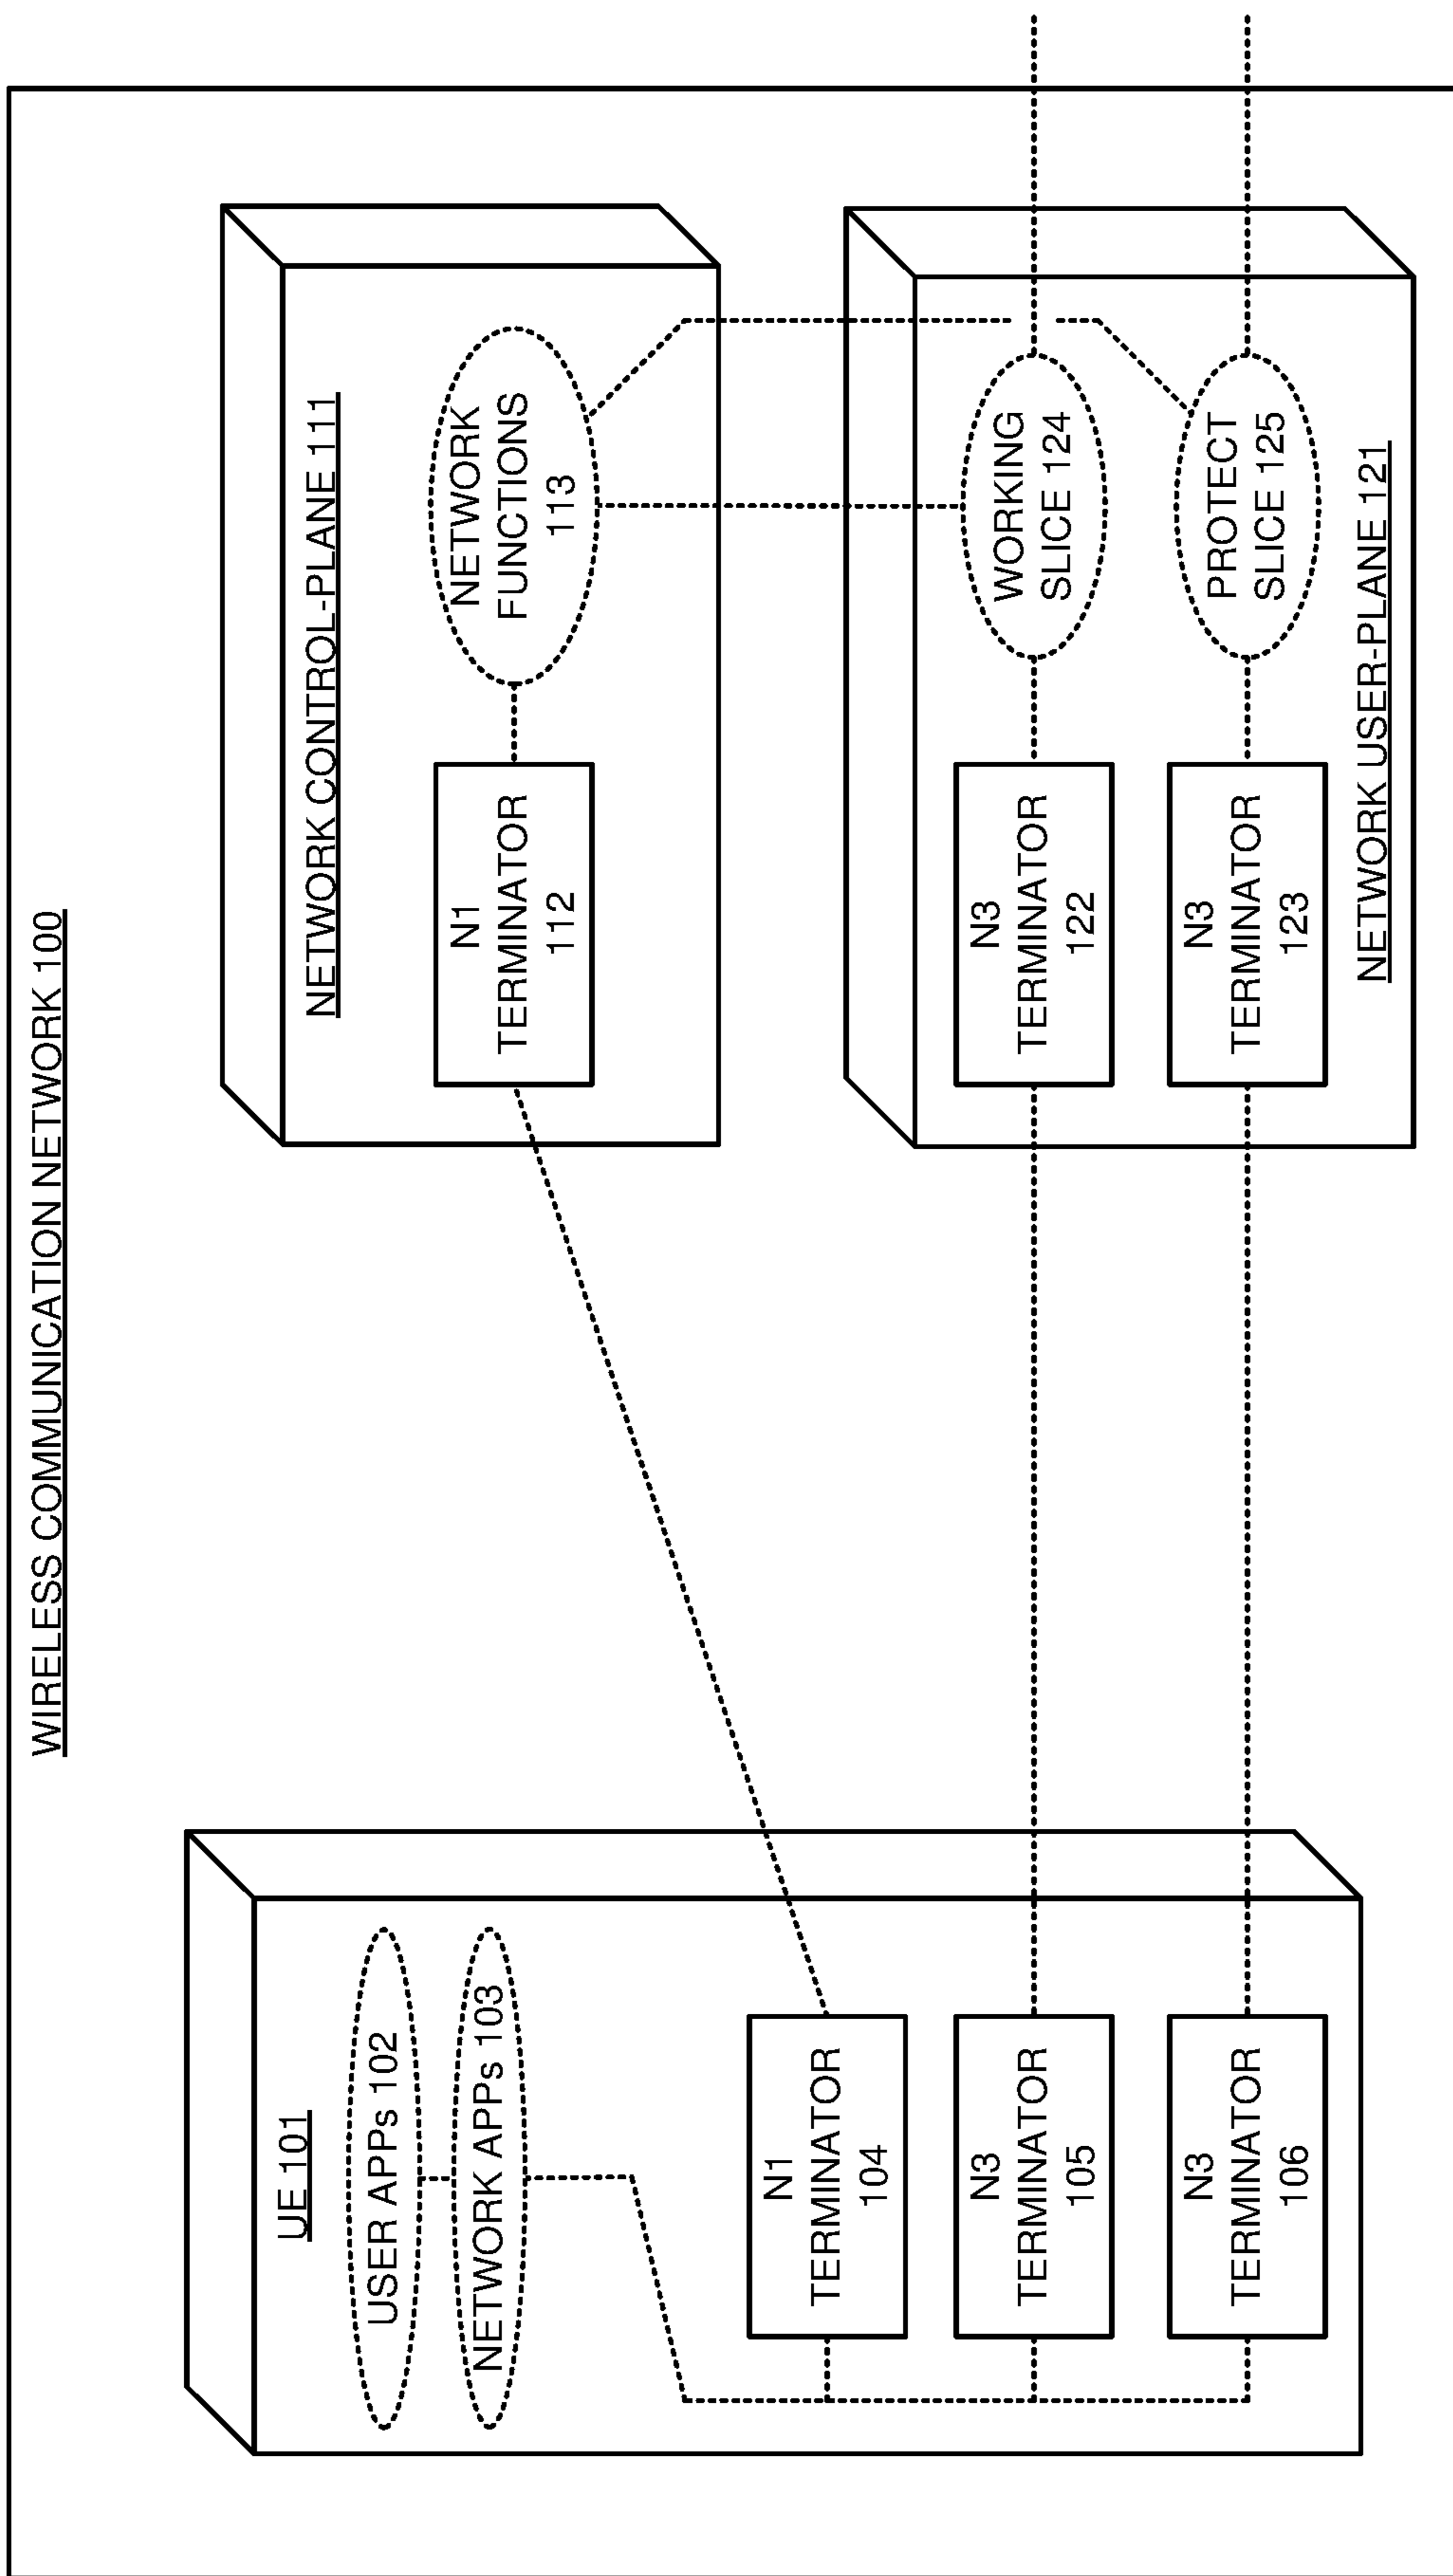 WIRELESS COMMUNICATION NETWORK 100
UE 101
USER APPs 102
NETWORK APPs 103
N1
TERMINATOR
104
N3
TERMINATOR
105
N3
TERMINATOR
106
NETWORK CONTROL-PLANE 111
N1
TERMINATOR
112
NETWORK
FUNCTIONS
113
N3
TERMINATOR
122
WORKING
SLICE 124
N3
TERMINATOR
123
PROTECT
SLICE 125
NETWORK USER-PLANE 121